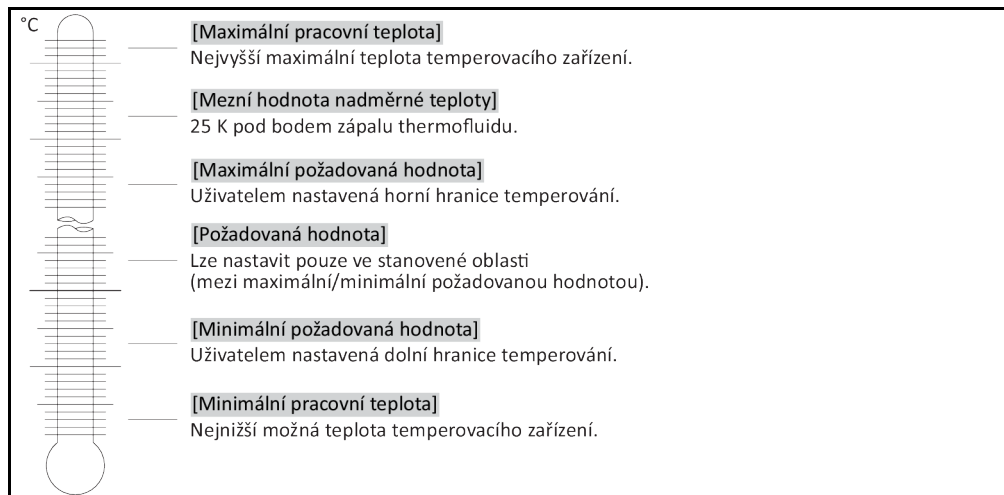 °C
[Maximální pracovní teplota]
Nejvyšší maximální teplota temperovacího zařízení.
[Mezní hodnota nadměrné teploty]
25 K pod bodem zápalu thermofluidu.
[Maximální požadovaná hodnota]
Uživatelem nastavená horní hranice temperování.
[Požadovaná hodnota]
Lze nastavit pouze ve stanovené oblasti
(mezi maximální/minimální požadovanou hodnotou).
[Minimální požadovaná hodnota]
Uživatelem nastavená dolní hranice temperování.
[Minimální pracovní teplota]
Nejnižší možná teplota temperovacího zařízení.